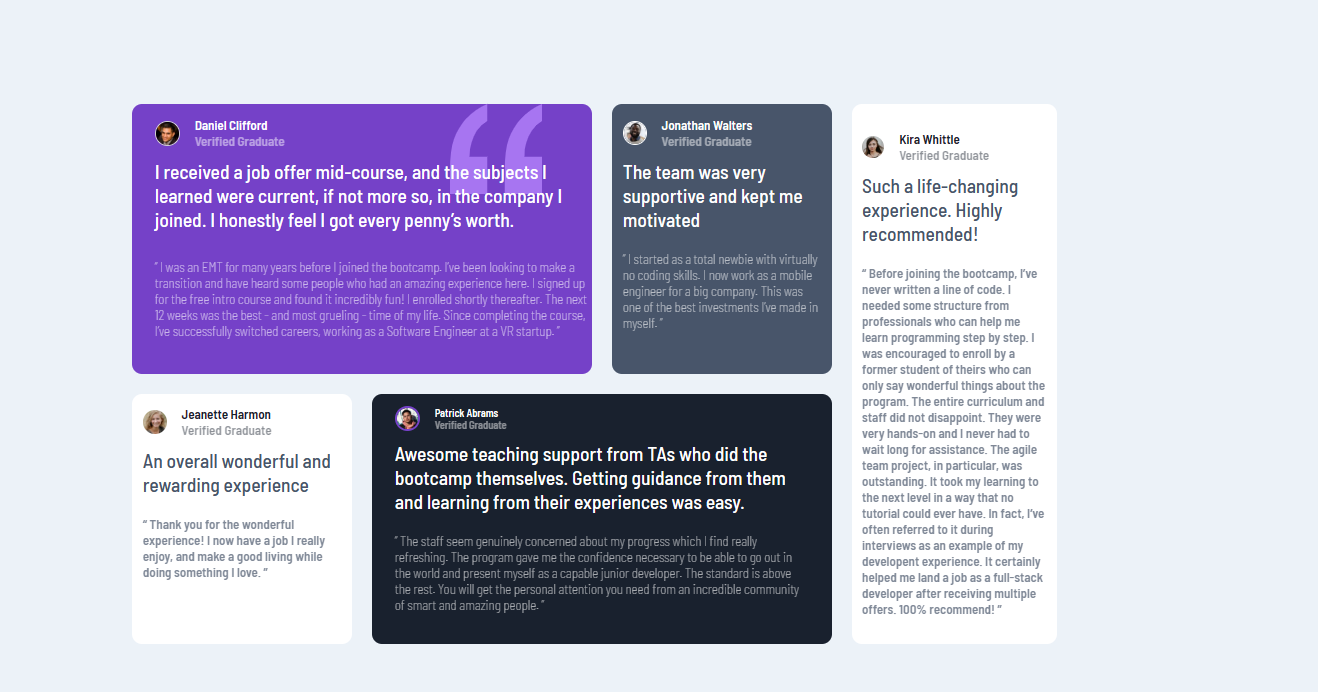 Daniel Clifford
Verified Graduate
I received a job offer mid-course, and the subjects I
learned were current, if not more so, in the company I
joined. I honestly feel I got every penny’s worth.
“ I was an EMT for many years before I joined the bootcamp. I’ve been looking to make a
transition and have heard some people who had an amazing experience here. I signed up
for the free intro course and found it incredibly fun! I enrolled shortly thereafter. The next
12 weeks was the best - and most grueling - time of my life. Since completing the course,
I’ve successfully switched careers, working as a Software Engineer at a VR startup. ”
Jonathan Walters
Verified Graduate
The team was very
supportive and kept me
motivated
“ I started as a total newbie with virtually
no coding skills. I now work as a mobile
engineer for a big company. This was
one of the best investments I’ve made in
myself. ”
Kira Whittle
Verified Graduate
Such a life-changing
experience. Highly
recommended!
“ Before joining the bootcamp, I’ve
never written a line of code. I
needed some structure from
professionals who can help me
learn programming step by step. I
was encouraged to enroll by a
former student of theirs who can
only say wonderful things about the
program. The entire curriculum and
staff did not disappoint. They were
very hands-on and I never had to
wait long for assistance. The agile
team project, in particular, was
outstanding. It took my learning to
the next level in a way that no
tutorial could ever have. In fact, I’ve
often referred to it during
interviews as an example of my
developent experience. It certainly
helped me land a job as a full-stack
developer after receiving multiple
offers. 100% recommend! ”
Jeanette Harmon
Verified Graduate
An overall wonderful and
rewarding experience
“ Thank you for the wonderful
experience! I now have a job I really
enjoy, and make a good living while
doing something I love. ”
Patrick Abrams
Verified Graduate
Awesome teaching support from TAs who did the
bootcamp themselves. Getting guidance from them
and learning from their experiences was easy.
“ The staff seem genuinely concerned about my progress which I find really
refreshing. The program gave me the confidence necessary to be able to go out in
the world and present myself as a capable junior developer. The standard is above
the rest. You will get the personal attention you need from an incredible community
of smart and amazing people. ”